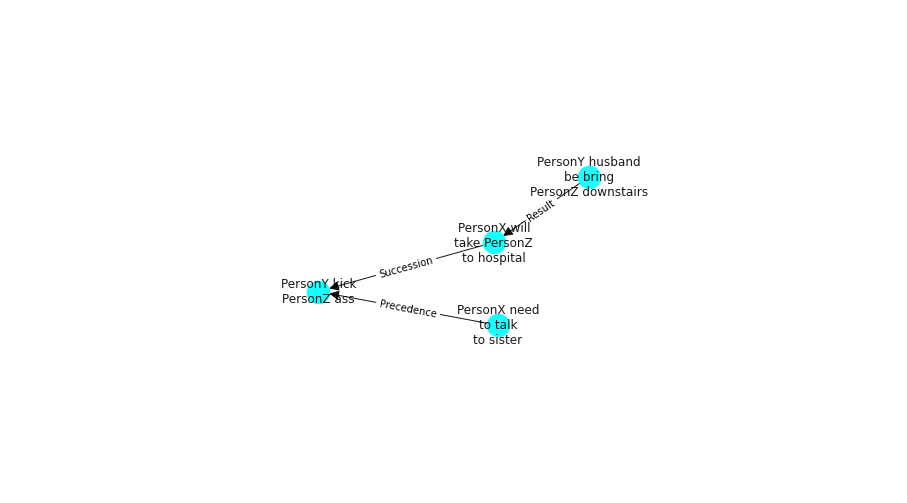 PersonY husband
be bring
PersonZ downstairs
Result
PersonX will
take PersonZ
to hospital
Succession
PersonY kick
PersonZ ass
Precedence
PersonX need
to talk
to sister